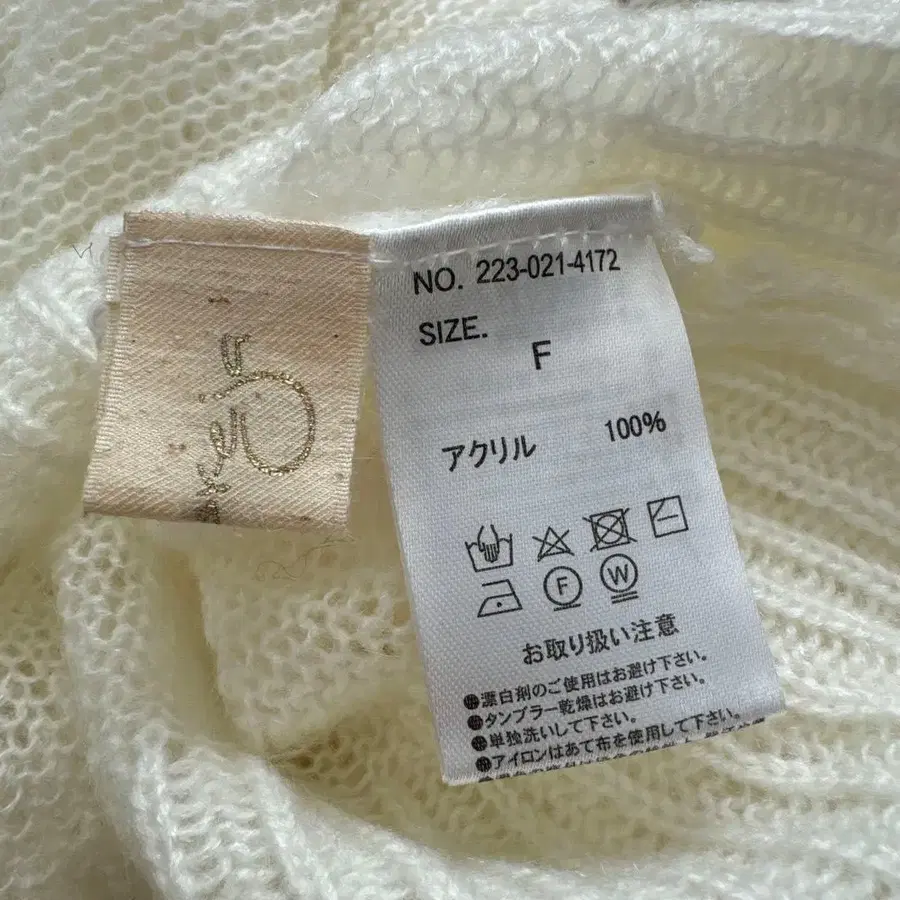 NO. 223-021-4172
SIZE.
F
アクリル 100%
F W
お取り扱い注意
●漂白剤のご使用はお避け下さい。
●タンブラー乾燥はお避け下さい。
●単独洗いして下さい。
●アイロンはあて布を使用して下さい。